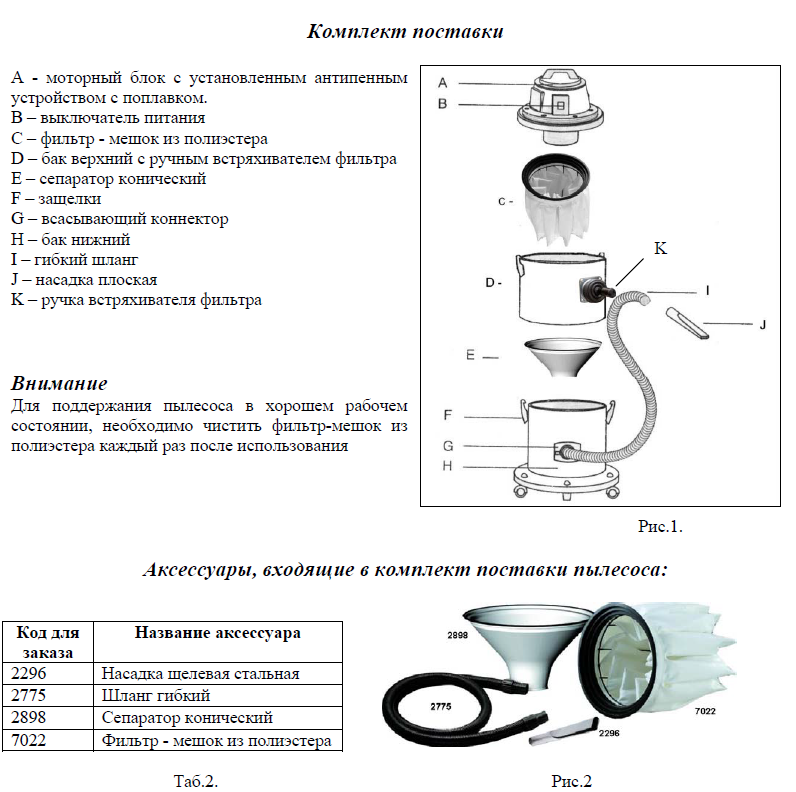 Комплект поставки
A - моторный блок с установленным антипенным
устройством с поплавком.
B – выключатель питания
C – фильтр - мешок из полиэстера
D – бак верхний с ручным встряхивателем фильтра
E – сепаратор конический
F – защелки
G – всасывающий коннектор
H – бак нижний
I – гибкий шланг
J – насадка плоская
K – ручка встряхивателя фильтра
Внимание
Для поддержания пылесоса в хорошем рабочем
состоянии, необходимо чистить фильтр-мешок из
полиэстера каждый раз после использования
A
B
C -
K
D -
I
J
E
F
G
H
Рис.1.
Аксессуары, входящие в комплект поставки пылесоса:
Код для заказа Название аксессуара
2296 Насадка щелевая стальная
2775 Шланг гибкий
2898 Сепаратор конический
7022 Фильтр - мешок из полиэстера
Таб.2.
2898
2775
7022
2296
Рис.2